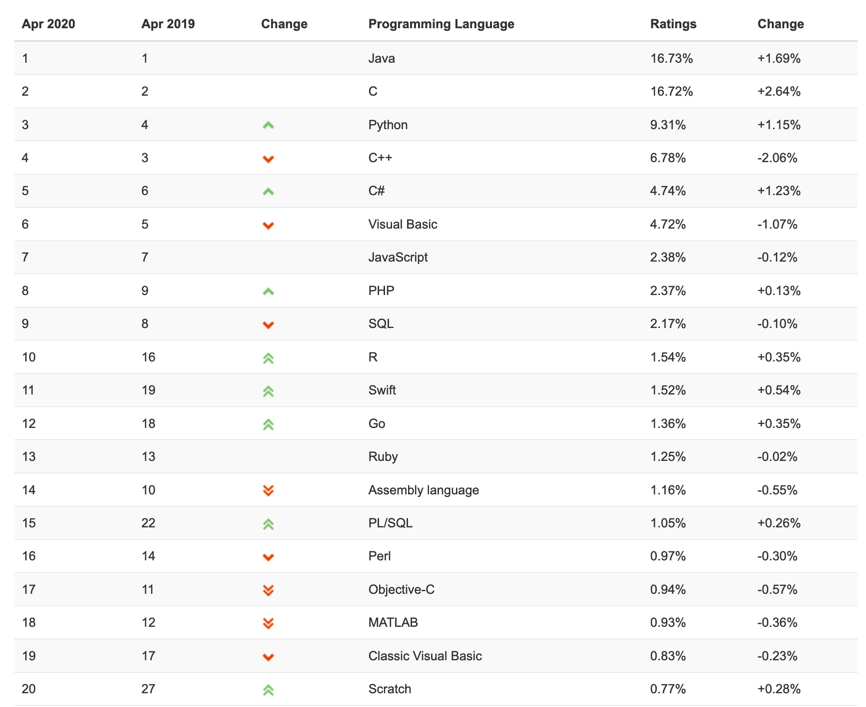 Apr 2020 Apr 2019 Change Programming Language Ratings Change
1 1 Java 16.73% +1.69%
2 2 C 16.72% +2.64%
3 4 Python 9.31% +1.15%
4 3 C++ 6.78% -2.06%
5 6 C# 4.74% +1.23%
6 5 Visual Basic 4.72% -1.07%
7 7 JavaScript 2.38% -0.12%
8 9 PHP 2.37% +0.13%
9 8 SQL 2.17% -0.10%
10 16 R 1.54% +0.35%
11 19 Swift 1.52% +0.54%
12 18 Go 1.36% +0.35%
13 13 Ruby 1.25% -0.02%
14 10 Assembly language 1.16% -0.55%
15 22 PL/SQL 1.05% +0.26%
16 14 Perl 0.97% -0.30%
17 11 Objective-C 0.94% -0.57%
18 12 MATLAB 0.93% -0.36%
19 17 Classic Visual Basic 0.83% -0.23%
20 27 Scratch 0.77% +0.28%